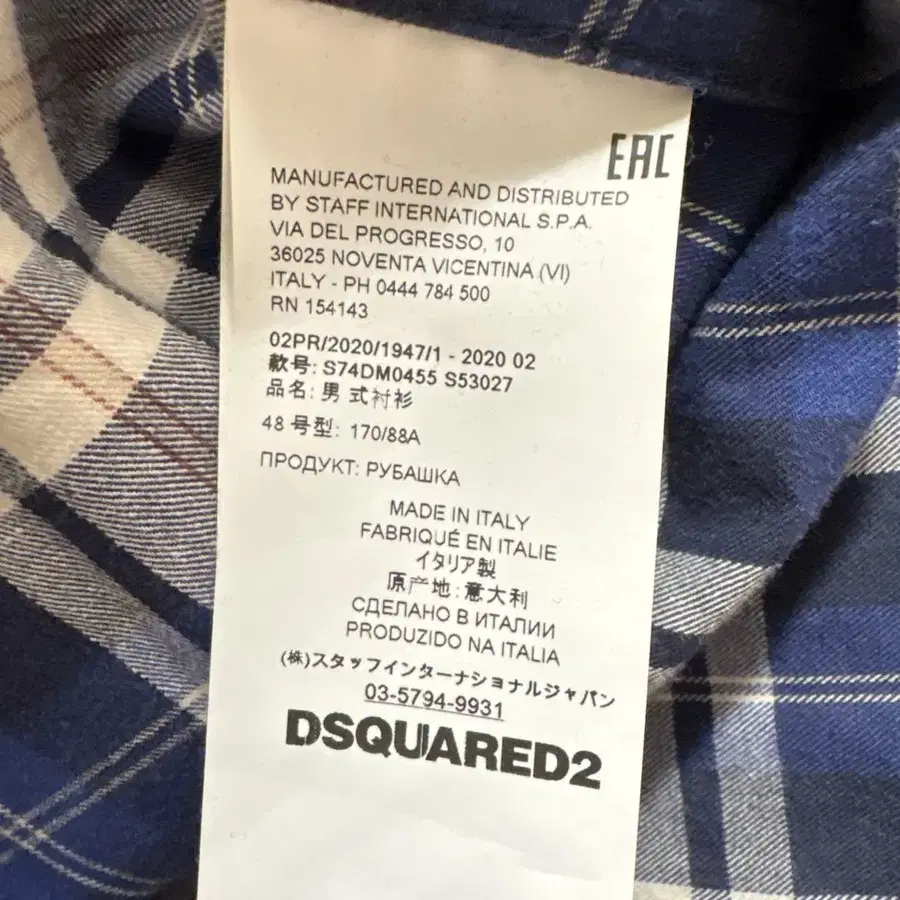 EAC
MANUFACTURED AND DISTRIBUTED
BY STAFF INTERNATIONAL S.P.A.
VIA DEL PROGRESSO, 10
36025 NOVENTA VICENTINA (VI)
ITALY - PH 0444 784 500
RN 154143
02PR/2020/1947/1 - 2020 02
款号: S74DM0455 S53027
品名: 男 式衬衫
48 号型: 170/88A
ПРОДУКТ: РУБАШКА
MADE IN ITALY
FABRIQUÉ EN ITALIE
イタリア製
原产地:意大利
СДЕЛАНО В ИТАЛИИ
PRODUZIDO NA ITALIA
(株)スタッフインターナショナルジャパン
03-5794-9931
DSQUARED2